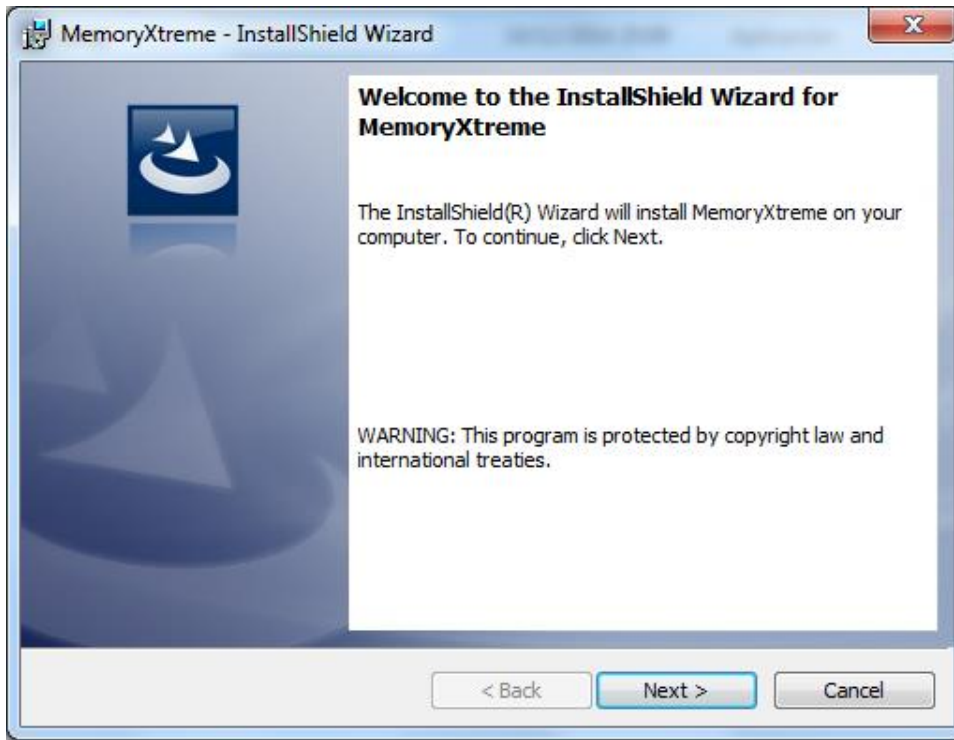 MemoryXtreme - InstallShield Wizard
Welcome to the InstallShield Wizard for
MemoryXtreme
The InstallShield(R) Wizard will install MemoryXtreme on your
computer. To continue, click Next.
WARNING: This program is protected by copyright law and
international treaties.
< Back Next > Cancel